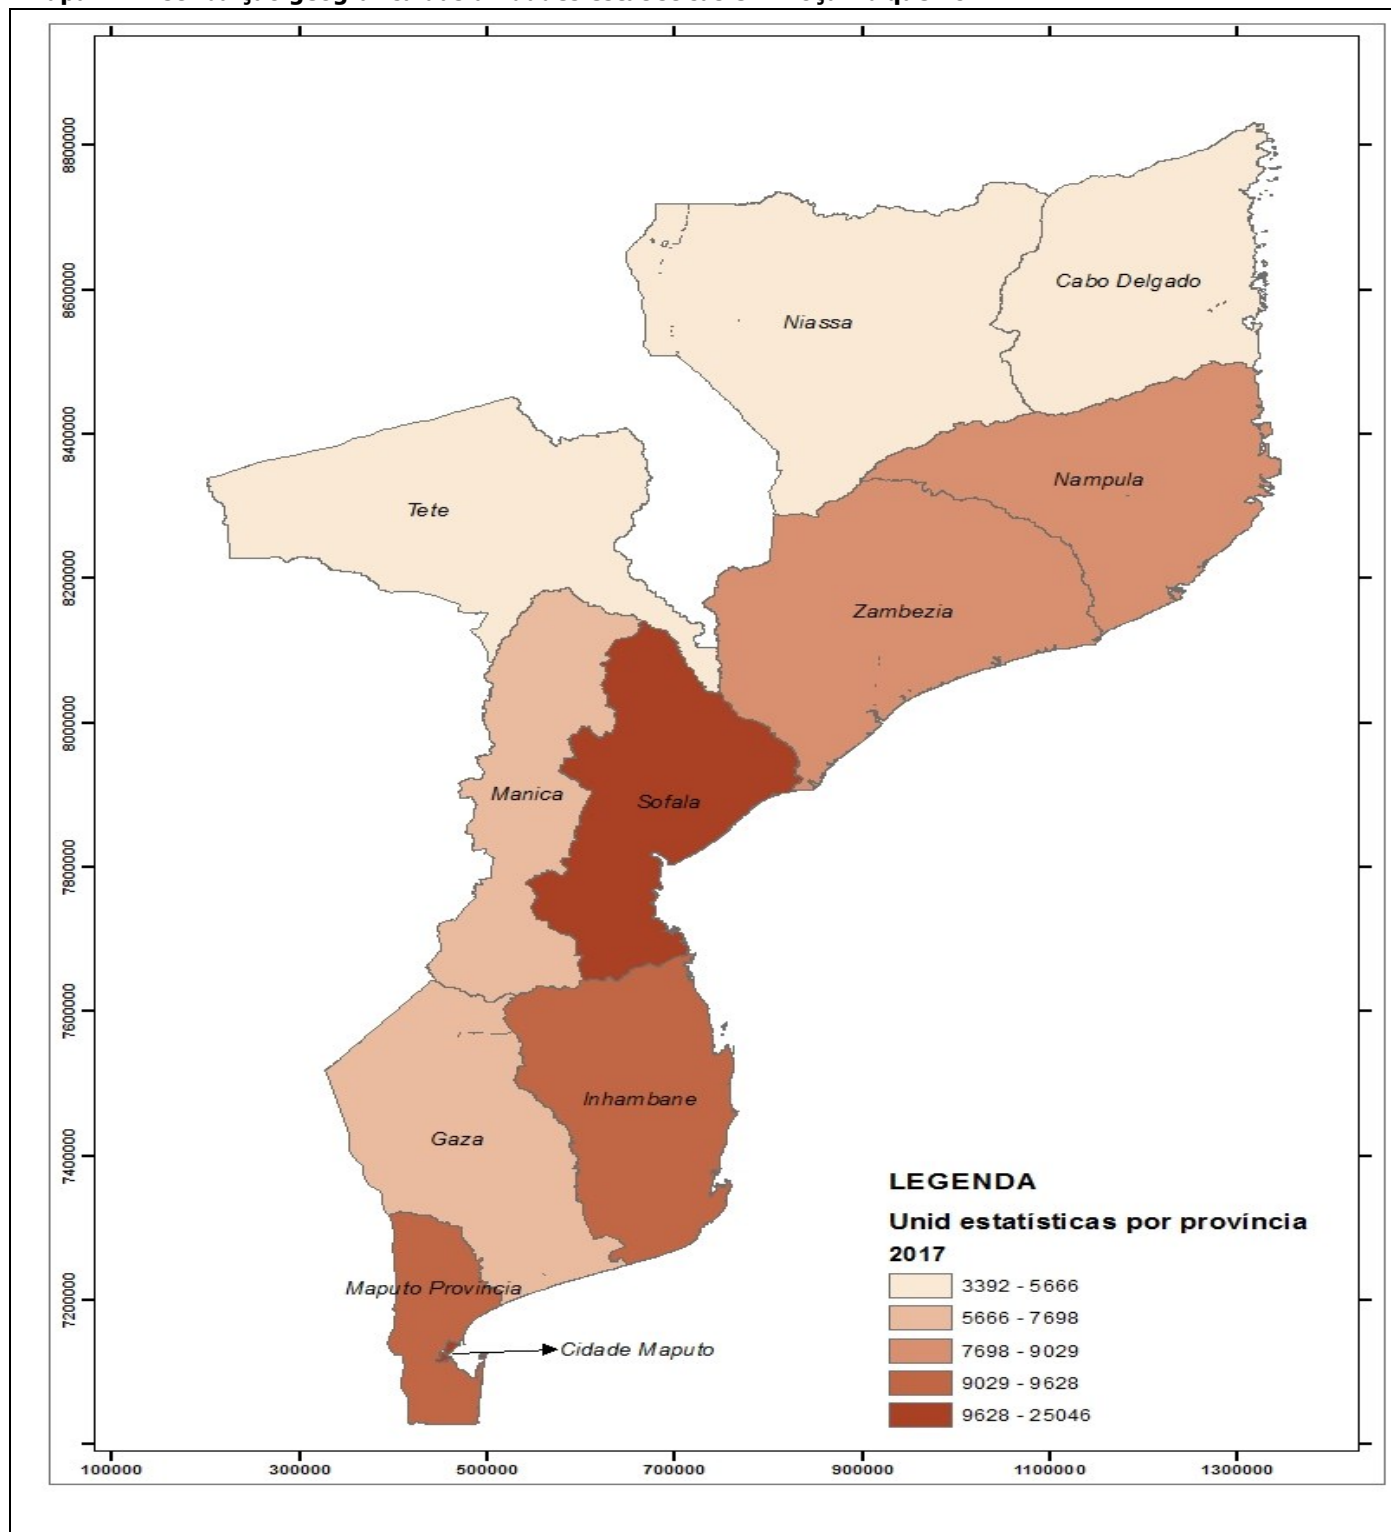 8800000
8600000
8400000
8200000
8000000
7800000
7600000
7400000
7200000
Cabo Delgado
Niassa
Nampula
Tete
Zambezia
Manica
Sofala
Inhambane
Gaza
Maputo Província
Cidade Maputo
LEGENDA
Unid estatísticas por província
2017
3392 - 5666
5666 - 7698
7698 - 9029
9029 - 9628
9628 - 25046
100000 300000 500000 700000 900000 1100000 1300000